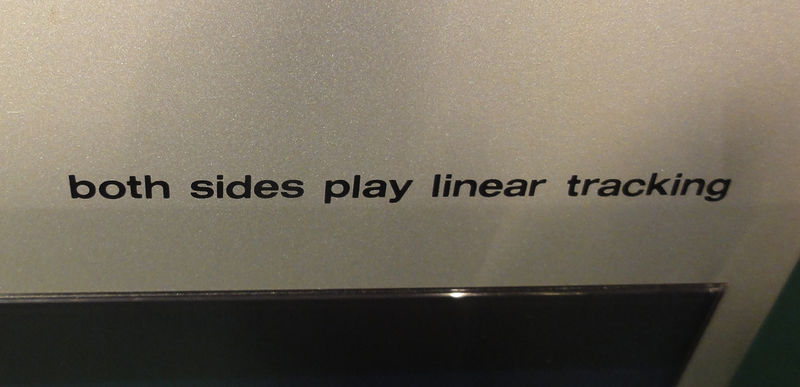 both sides play linear tracking